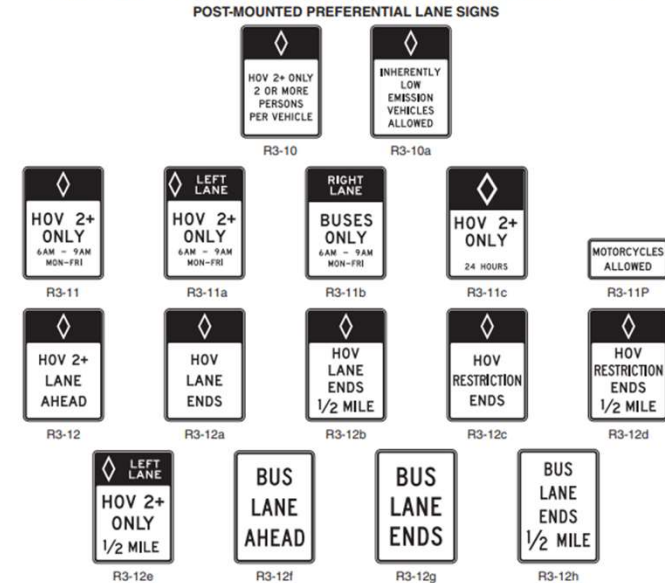 POST-MOUNTED PREFERENTIAL LANE SIGNS
HOV 2+ ONLY
2 OR MORE
PERSONS
PER VEHICLE
R3-10
INHERENTLY
LOW
EMISSION
VEHICLES
ALLOWED
R3-10a
HOV 2+
ONLY
6AM – 9AM
MON-FRI
R3-11
LEFT
LANE
HOV 2+
ONLY
6AM – 9AM
MON-FRI
R3-11a
RIGHT
LANE
BUSES
ONLY
6AM – 9AM
MON-FRI
R3-11b
HOV 2+
ONLY
24 HOURS
R3-11c
MOTORCYCLES
ALLOWED
R3-11P
HOV 2+
LANE
AHEAD
R3-12
HOV
LANE
ENDS
R3-12a
HOV
LANE
ENDS
1/2 MILE
R3-12b
HOV
RESTRICTION
ENDS
R3-12c
HOV
RESTRICTION
ENDS
1/2 MILE
R3-12d
LEFT
LANE
HOV 2+
ONLY
1/2 MILE
R3-12e
BUS
LANE
AHEAD
R3-12f
BUS
LANE
ENDS
R3-12g
BUS
LANE
ENDS
1/2 MILE
R3-12h